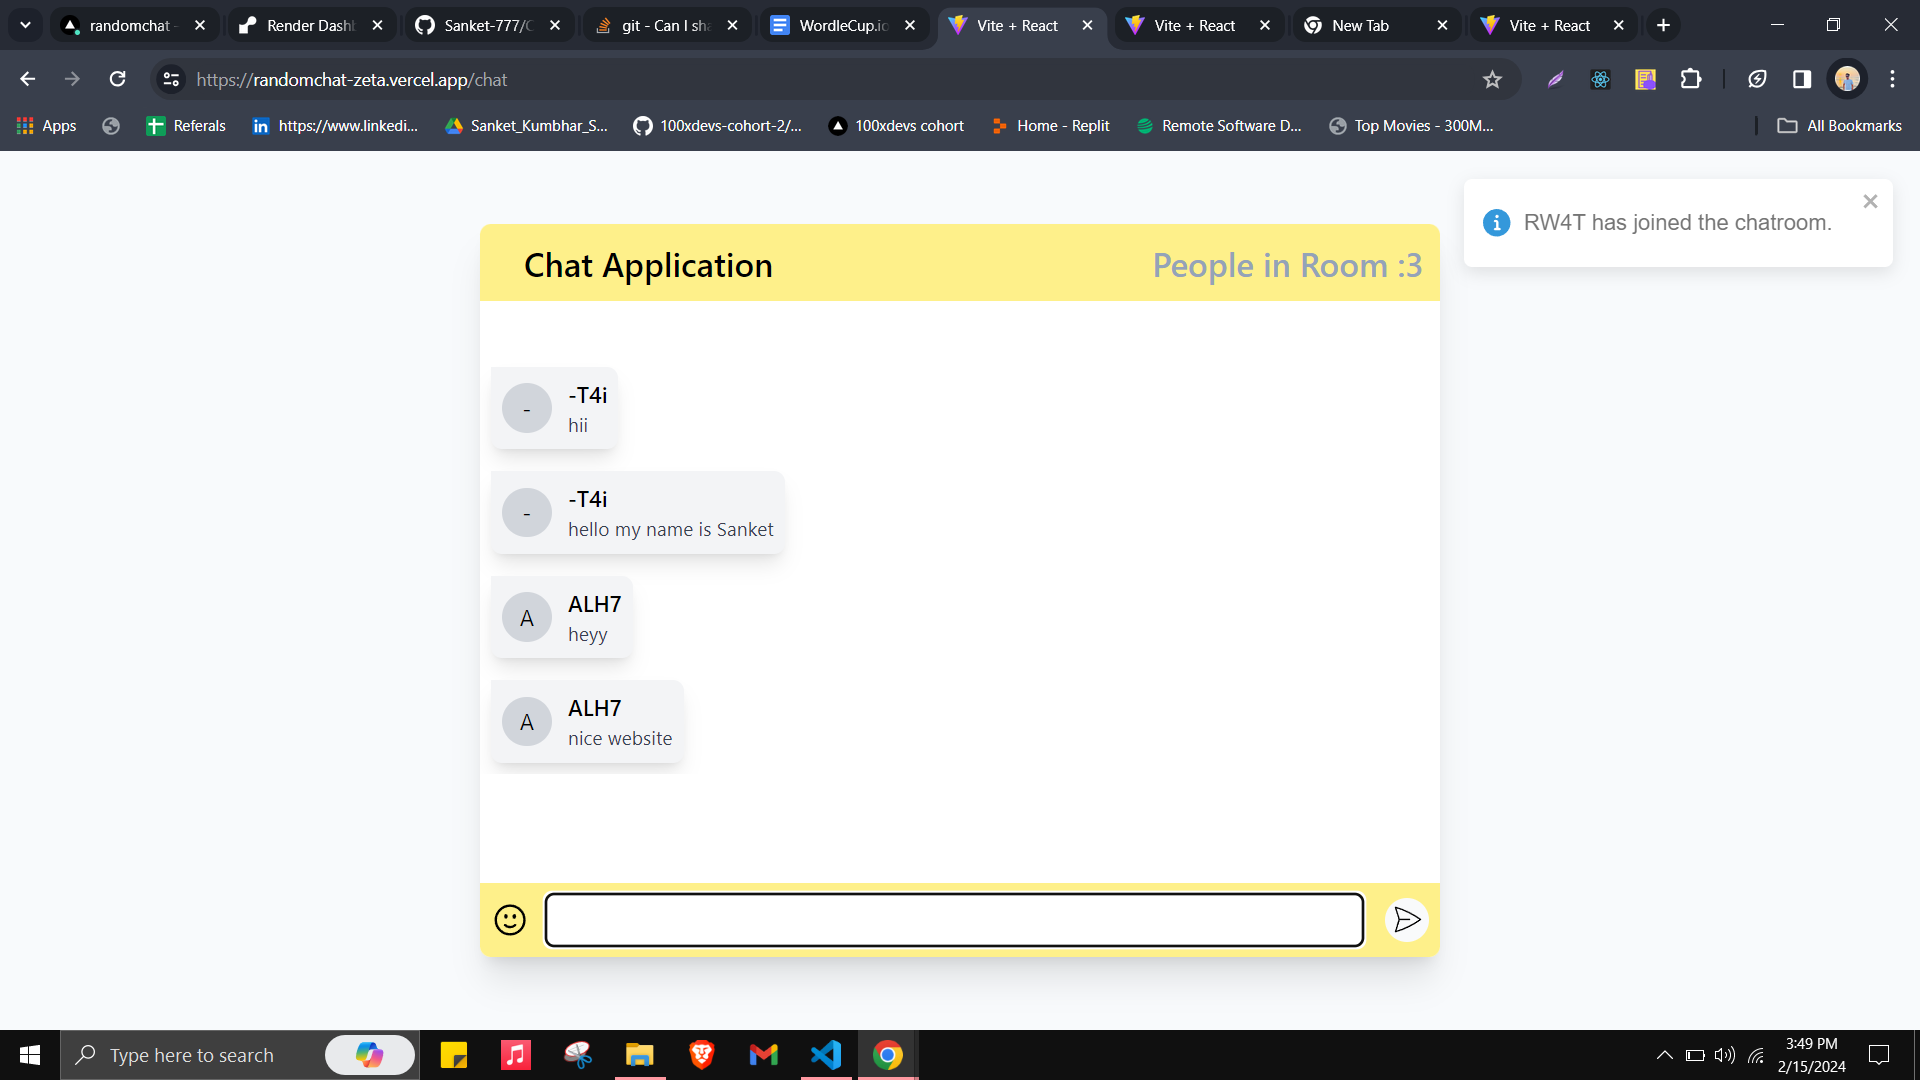 randomchat -
Render Dash
Sanket-777/
git - Can I sha
WordleCup.io
Vite + React
Vite + React
New Tab
Vite + React
https://randomchat-zeta.vercel.app/chat
Apps
Referals
https://www.linkedi...
Sanket_Kumbhar_S...
100xdevs-cohort-2/...
100xdevs cohort
Home - Replit
Remote Software D...
Top Movies - 300M...
All Bookmarks
RW4T has joined the chatroom.
Chat Application
People in Room :3
-
-T4i
hii
-
-T4i
hello my name is Sanket
A
ALH7
heyy
A
ALH7
nice website
Type here to search
3:49 PM
2/15/2024